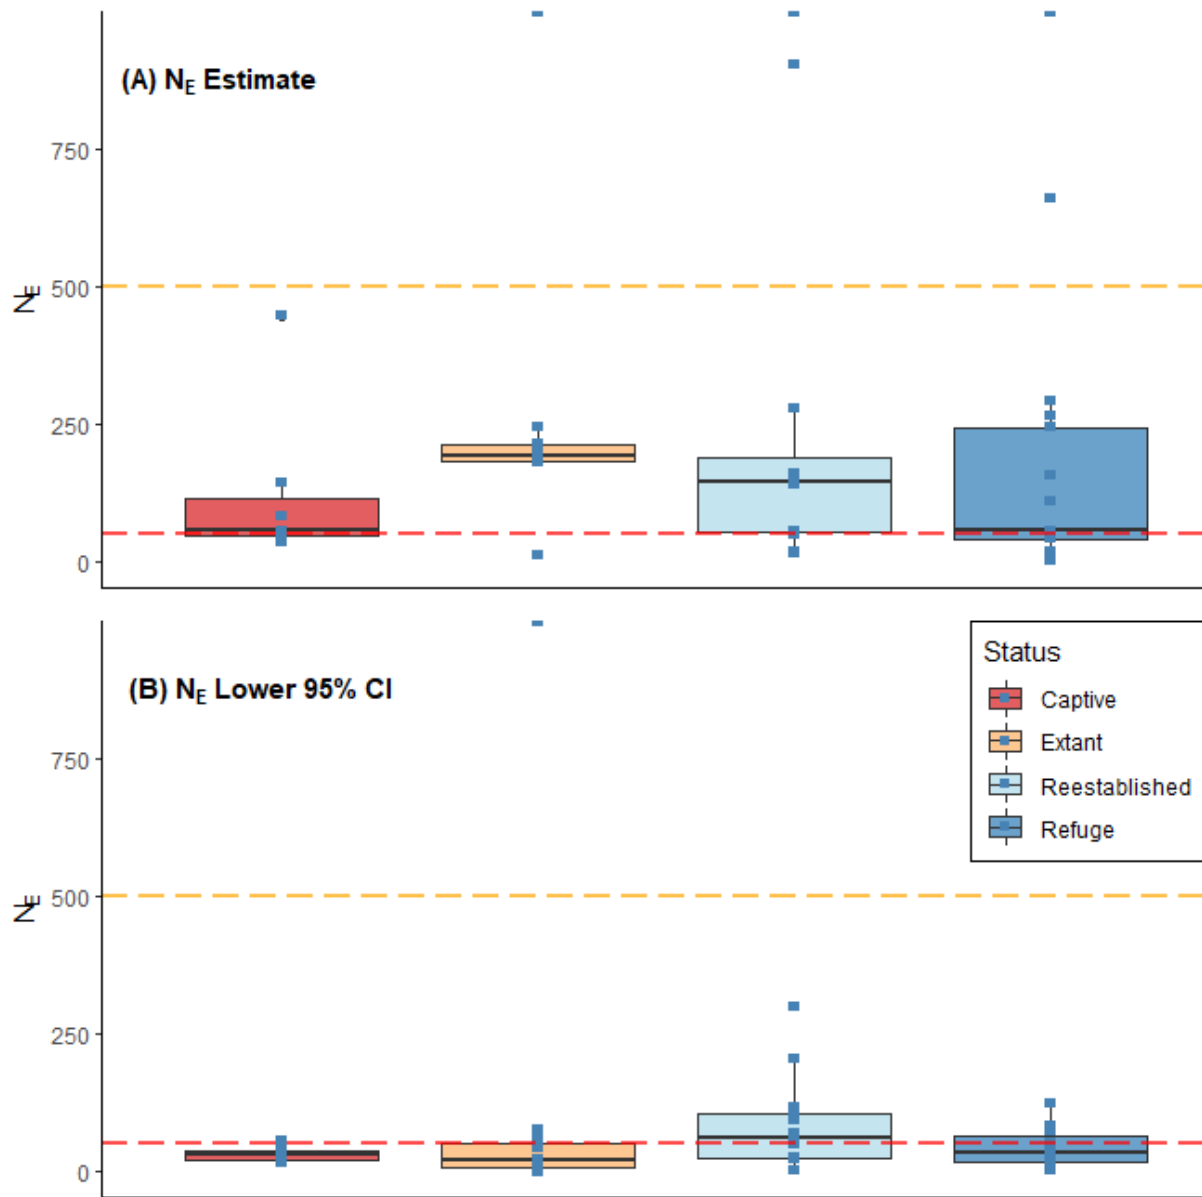 (A) NE Estimate
750
500
250
0
NE
(B) NE Lower 95% CI
750
500
250
0
NE
Status
Captive
Extant
Reestablished
Refuge